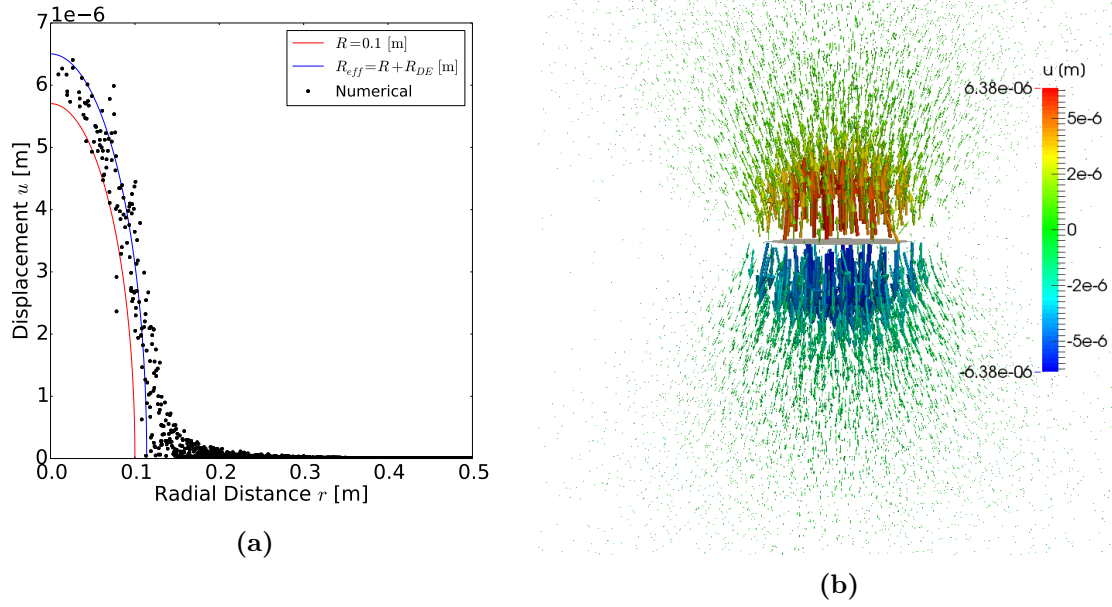 1e−6
7
6
5
4
3
2
1
0
0.0
0.1
0.2
0.3
0.4
0.5
Displacement u [m]
Radial Distance r [m]
R=0.1 [m]
R_eff=R+R_DE [m]
Numerical
(a)
u (m)
6.38e-06
5e-6
2e-6
0
-2e-6
-5e-6
-6.38e-06
(b)